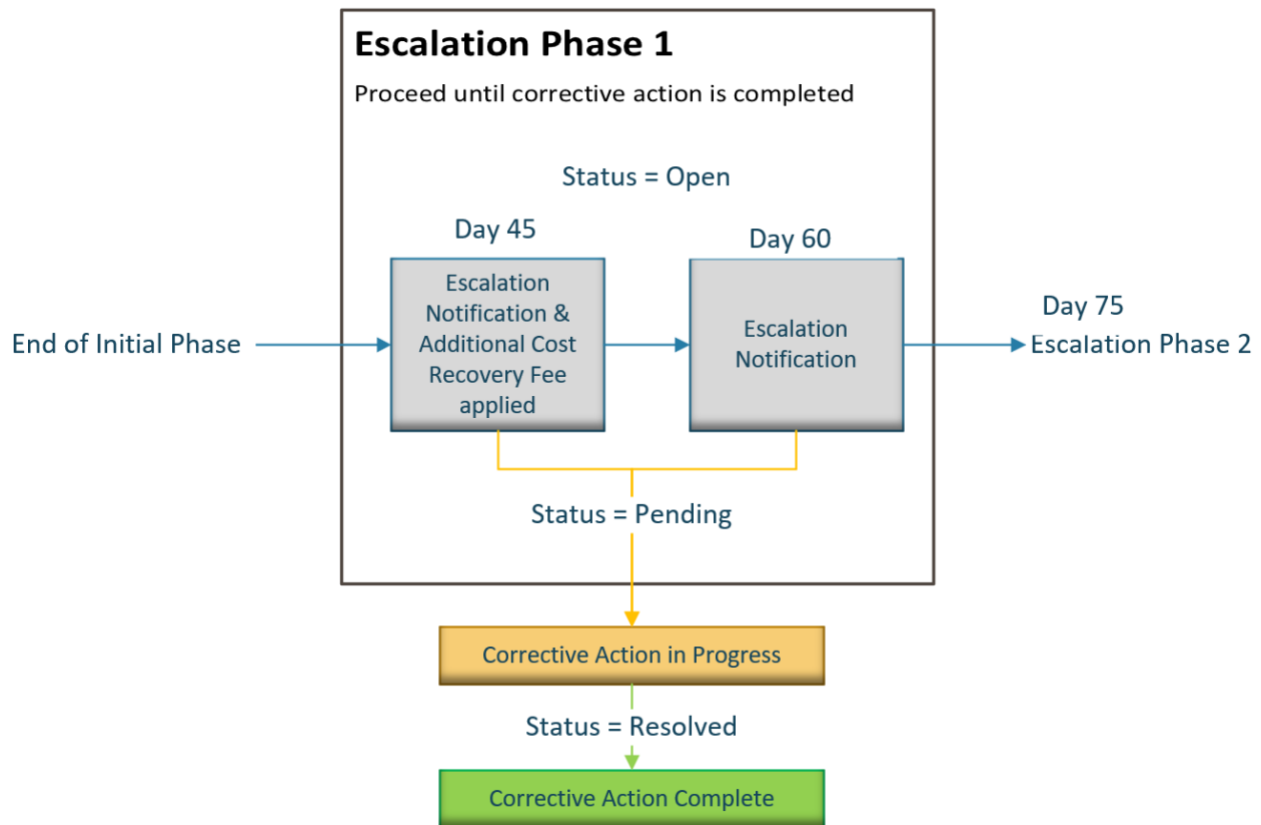 Escalation Phase 1
Proceed until corrective action is completed
Status = Open
Day 45
Day 60
End of Initial Phase
Escalation
Notification &
Additional Cost
Recovery Fee
applied
Escalation
Notification
Day 75
Escalation Phase 2
Status = Pending
Corrective Action in Progress
Status = Resolved
Corrective Action Complete